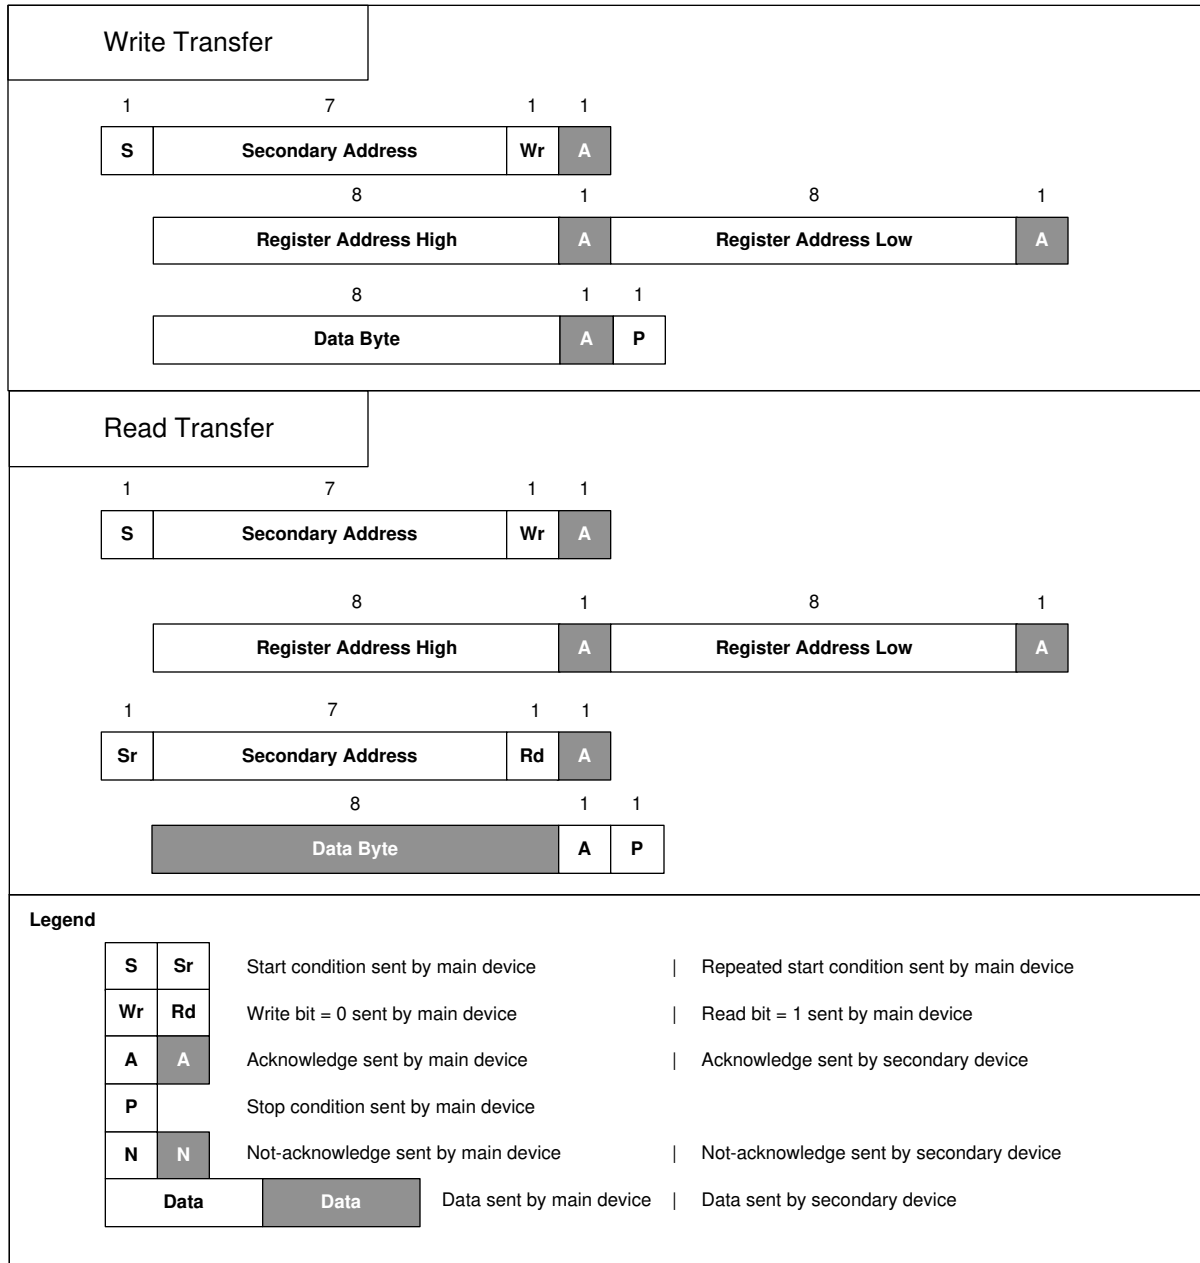 Write Transfer
1 7 1 1
S Secondary Address Wr A
8 1 8 1
Register Address High A Register Address Low A
8 1 1
Data Byte A P
Read Transfer
1 7 1 1
S Secondary Address Wr A
8 1 8 1
Register Address High A Register Address Low A
1 7 1 1
Sr Secondary Address Rd A
8 1 1
Data Byte A P
Legend
S Sr Start condition sent by main device | Repeated start condition sent by main device
Wr Rd Write bit = 0 sent by main device | Read bit = 1 sent by main device
A A Acknowledge sent by main device | Acknowledge sent by secondary device
P Stop condition sent by main device
N N Not-acknowledge sent by main device | Not-acknowledge sent by secondary device
Data Data Data sent by main device | Data sent by secondary device